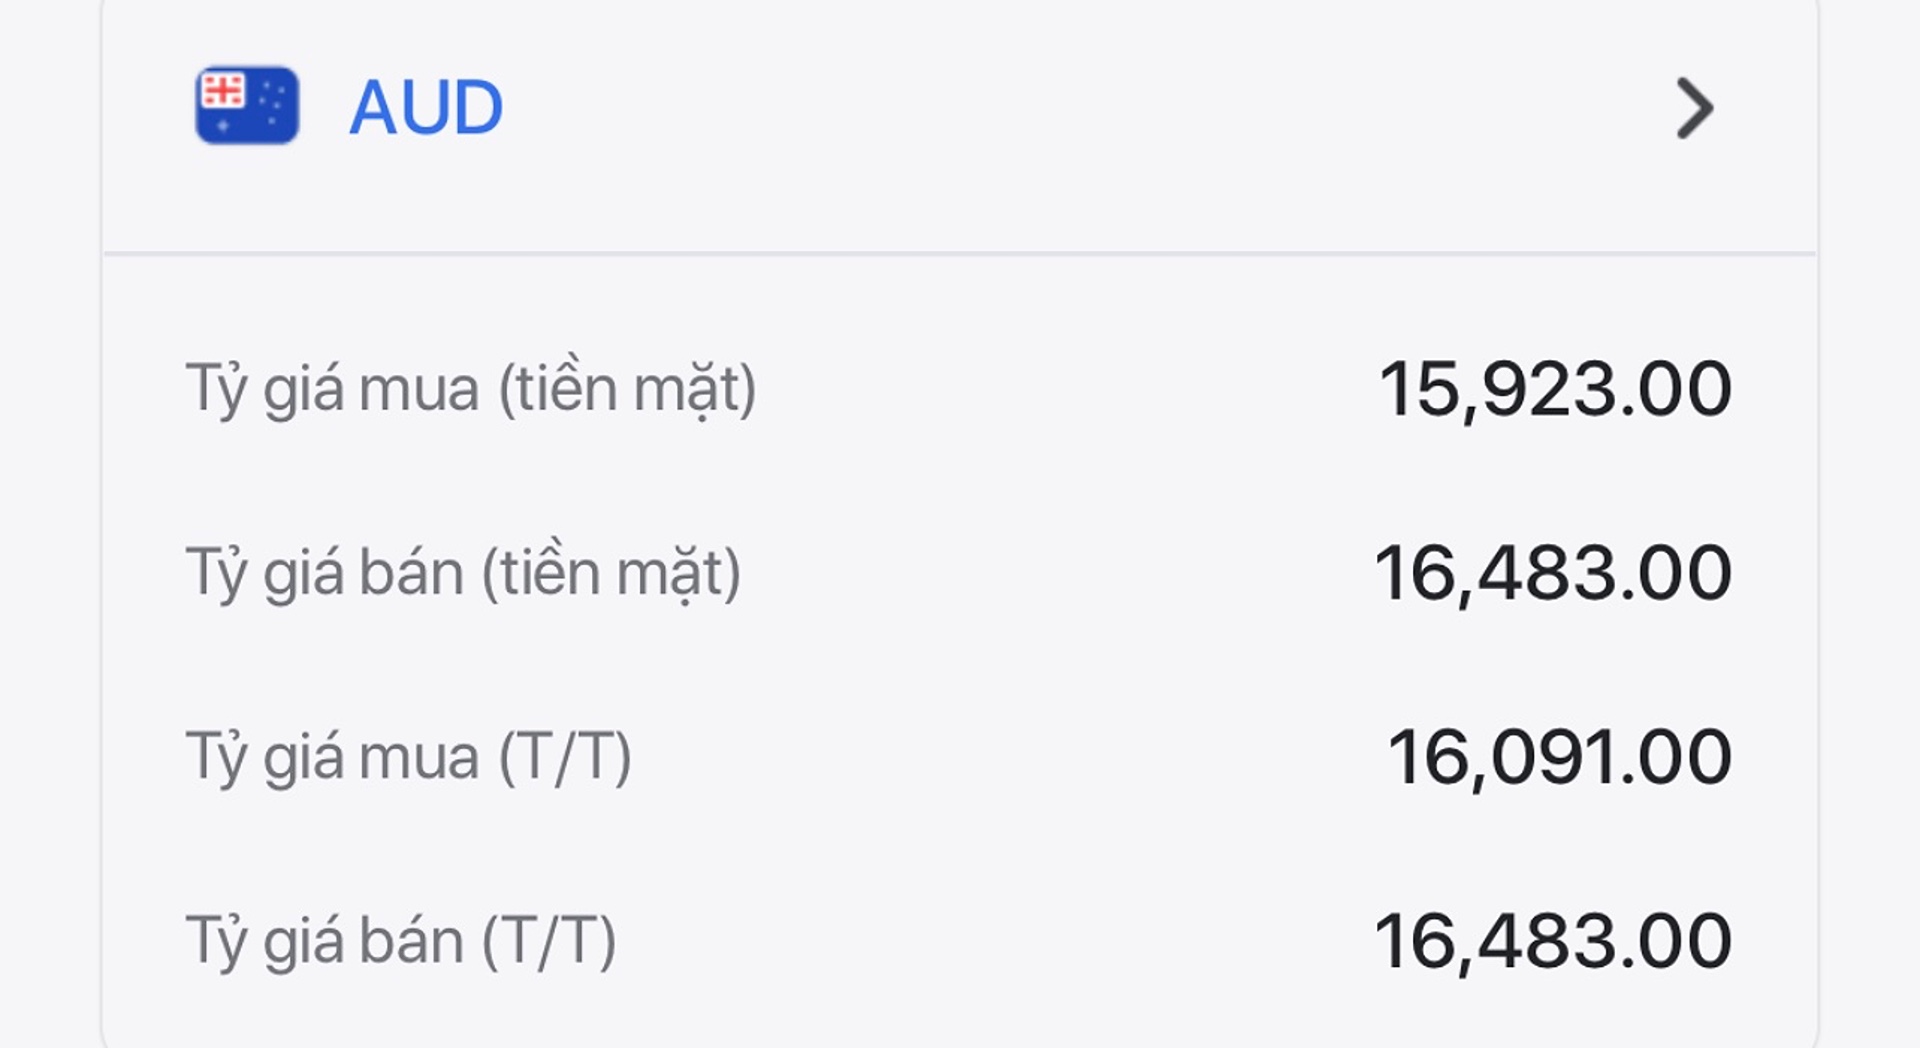 AUD
Tỷ giá mua (tiền mặt) 15,923.00
Tỷ giá bán (tiền mặt) 16,483.00
Tỷ giá mua (T/T) 16,091.00
Tỷ giá bán (T/T) 16,483.00